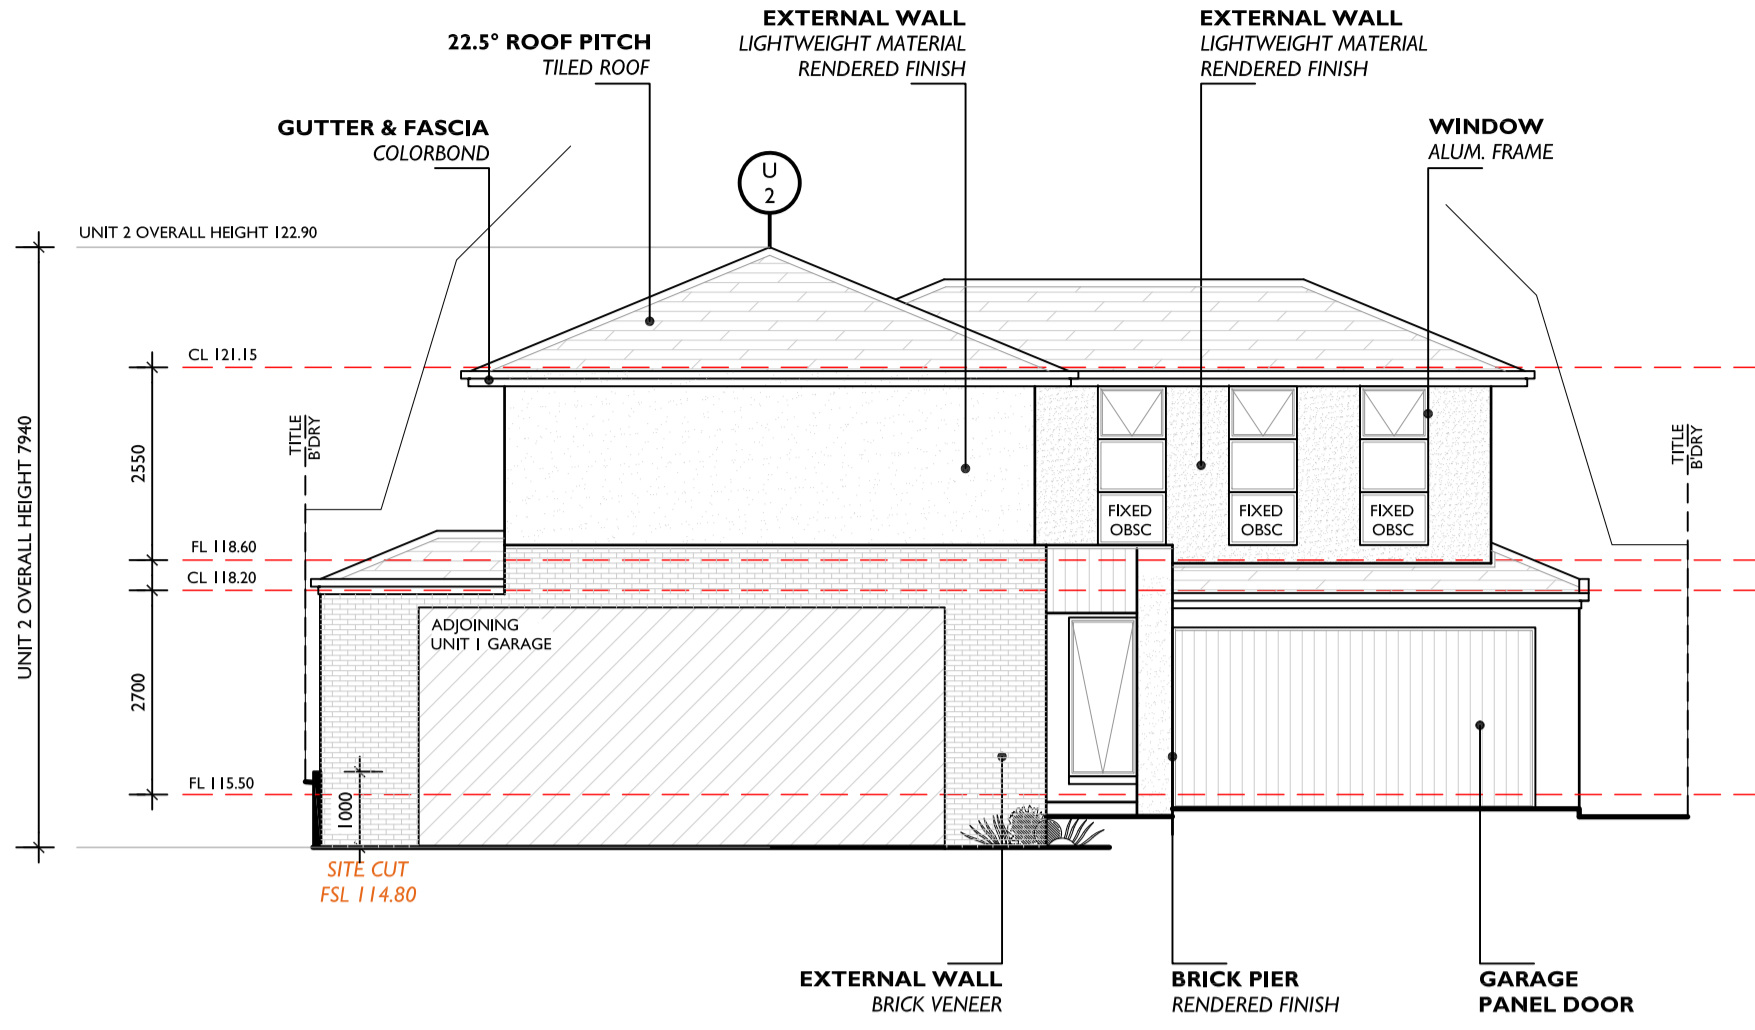 EXTERNAL WALL
LIGHTWEIGHT MATERIAL
RENDERED FINISH
EXTERNAL WALL
LIGHTWEIGHT MATERIAL
RENDERED FINISH
22.5° ROOF PITCH
TILED ROOF
GUTTER & FASCIA
COLORBOND
WINDOW
ALUM. FRAME
U
2
UNIT 2 OVERALL HEIGHT 122.90
CL 121.15
TITLE
B'DRY
TITLE
B'DRY
2550
UNIT 2 OVERALL HEIGHT 7940
FIXED
OBSC
FIXED
OBSC
FIXED
OBSC
FL 118.60
CL 118.20
ADJOINING
UNIT 1 GARAGE
2700
FL 115.50
1000
SITE CUT
FSL 114.80
EXTERNAL WALL
BRICK VENEER
BRICK PIER
RENDERED FINISH
GARAGE
PANEL DOOR